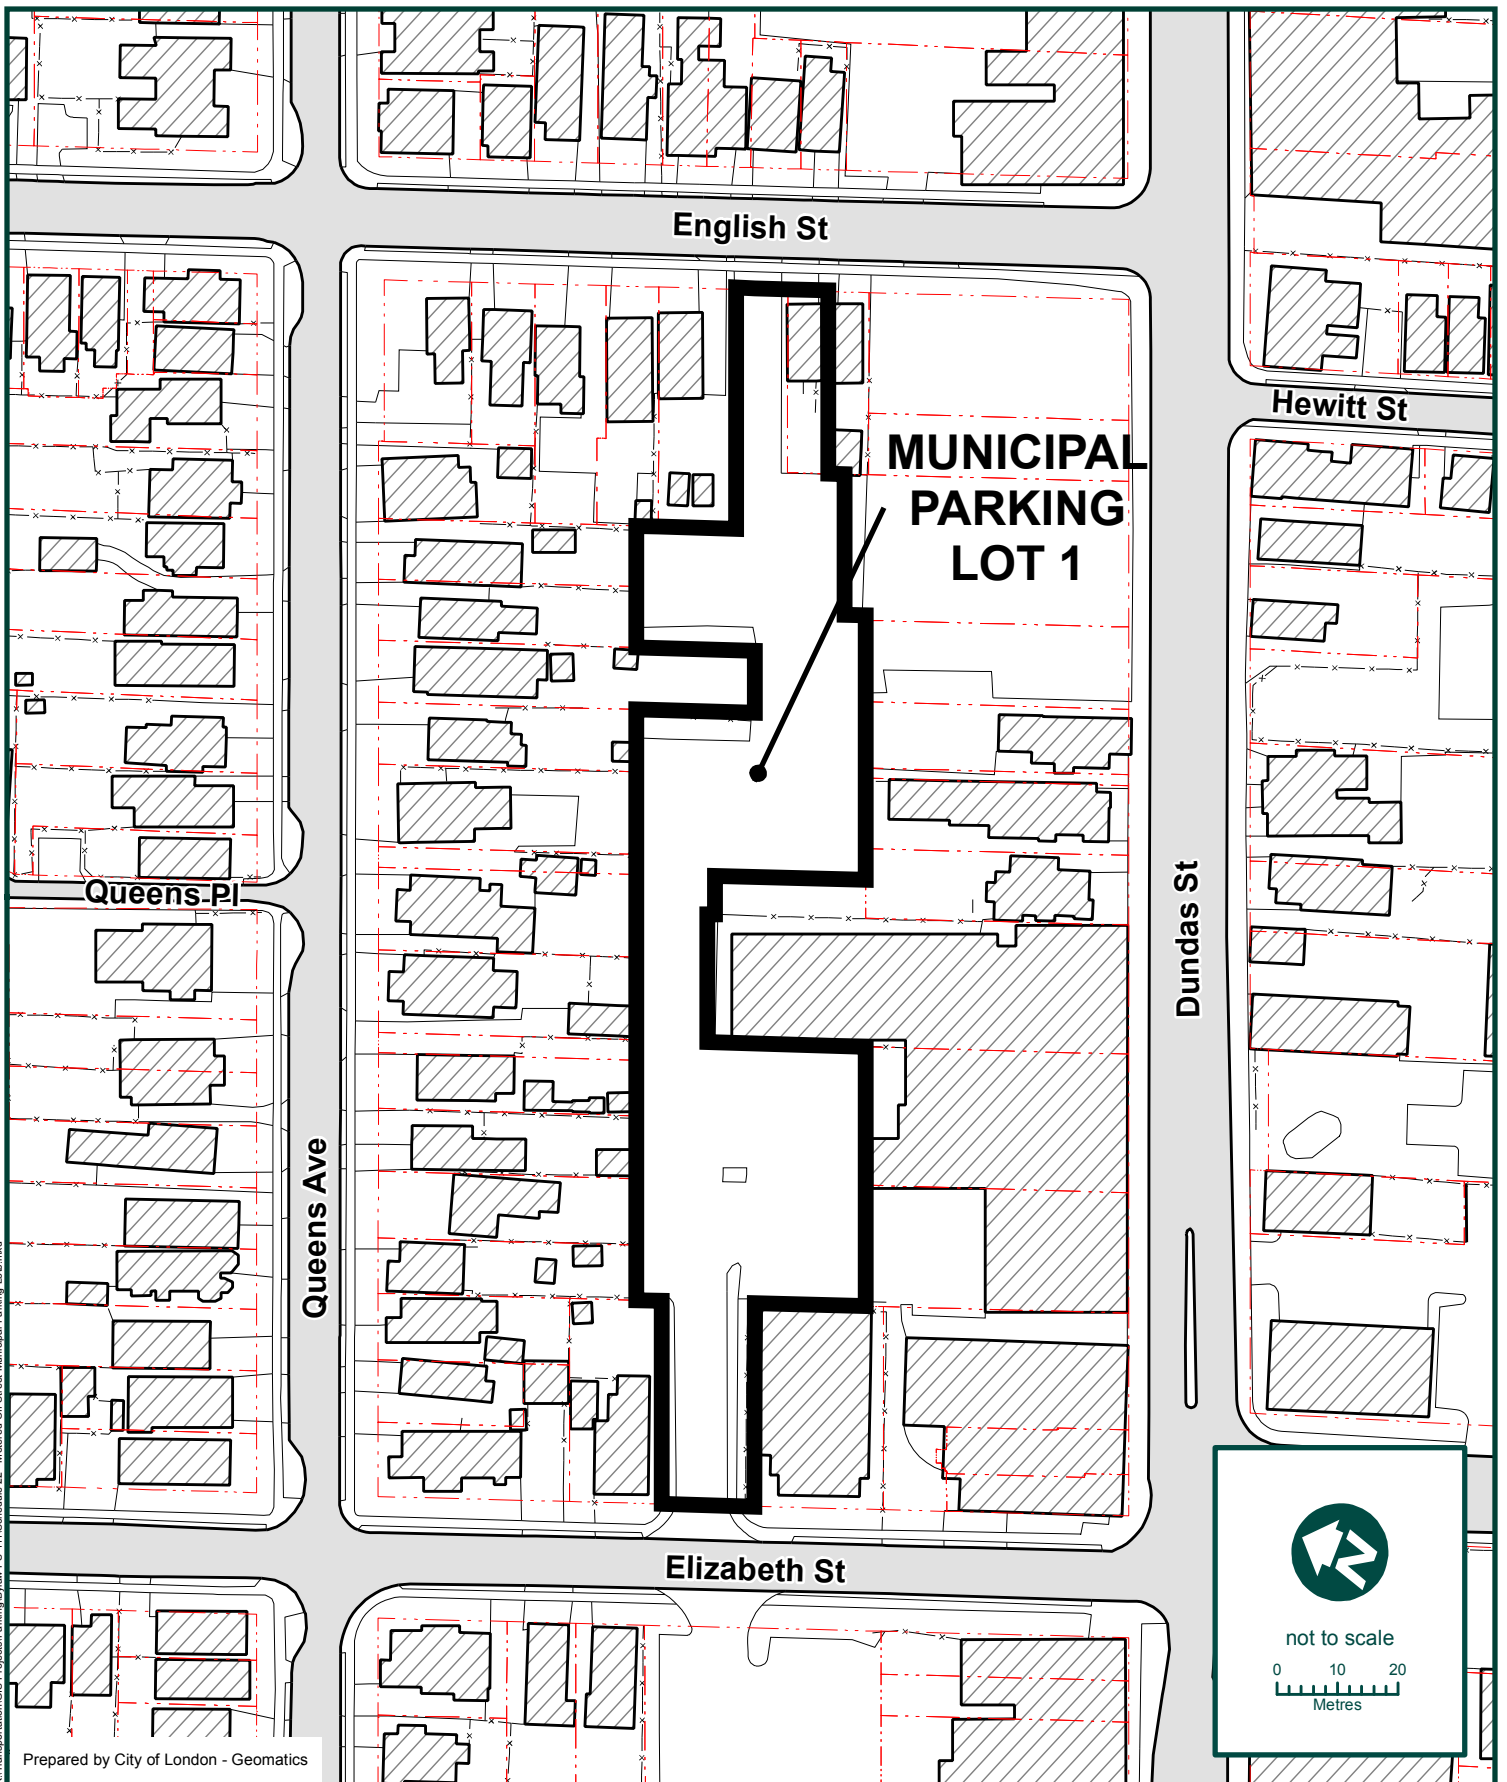 English St
Hewitt St
MUNICIPAL
PARKING
LOT 1
Queens Pl
Dundas St
Queens Ave
Elizabeth St
not to scale
0 10 20
Metres
Prepared by City of London - Geomatics